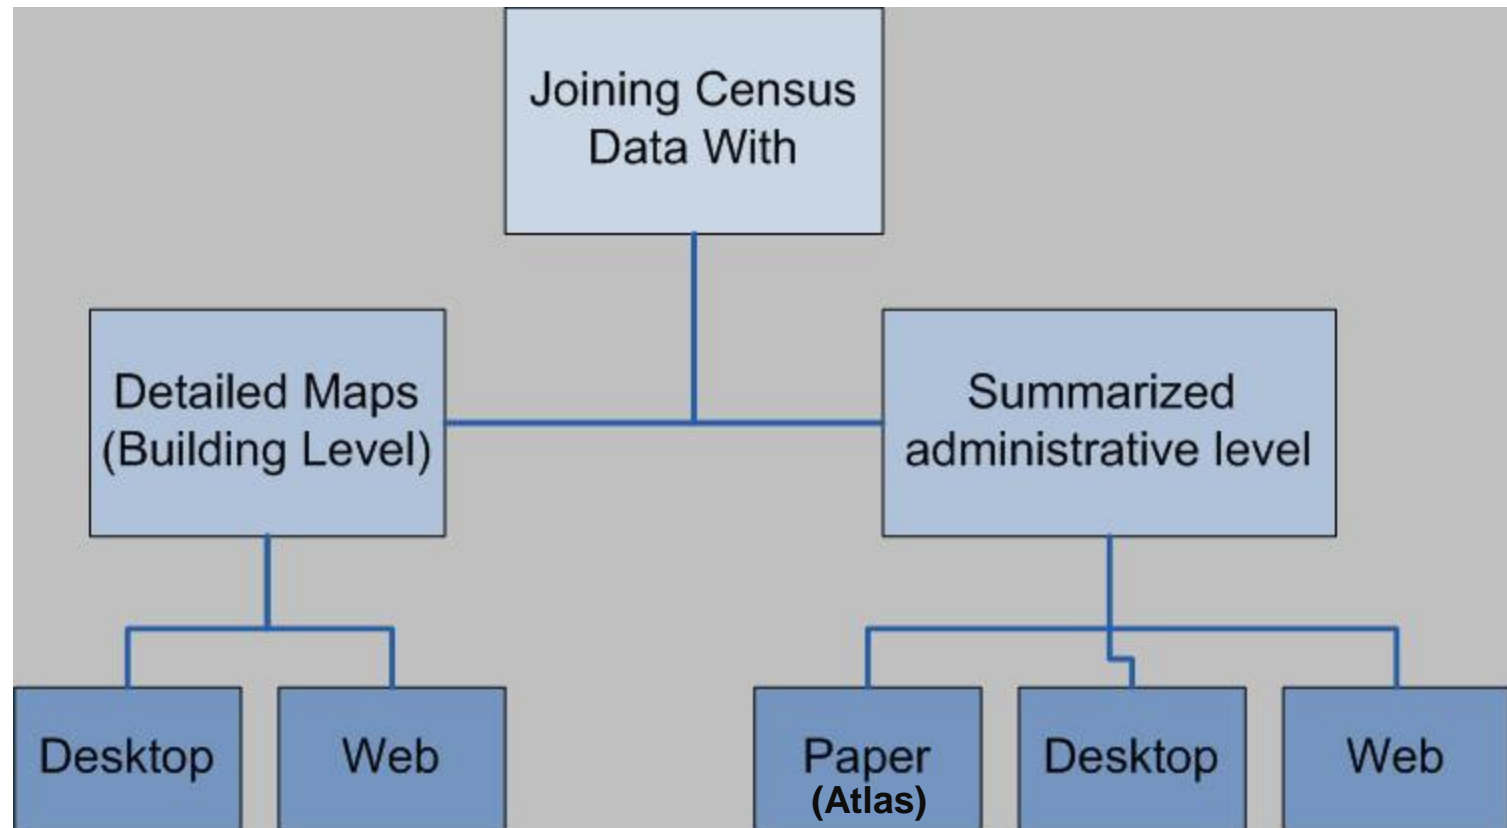 Joining Census
Data With
Detailed Maps
(Building Level)
Summarized
administrative level
Desktop
Web
Paper
(Atlas)
Desktop
Web